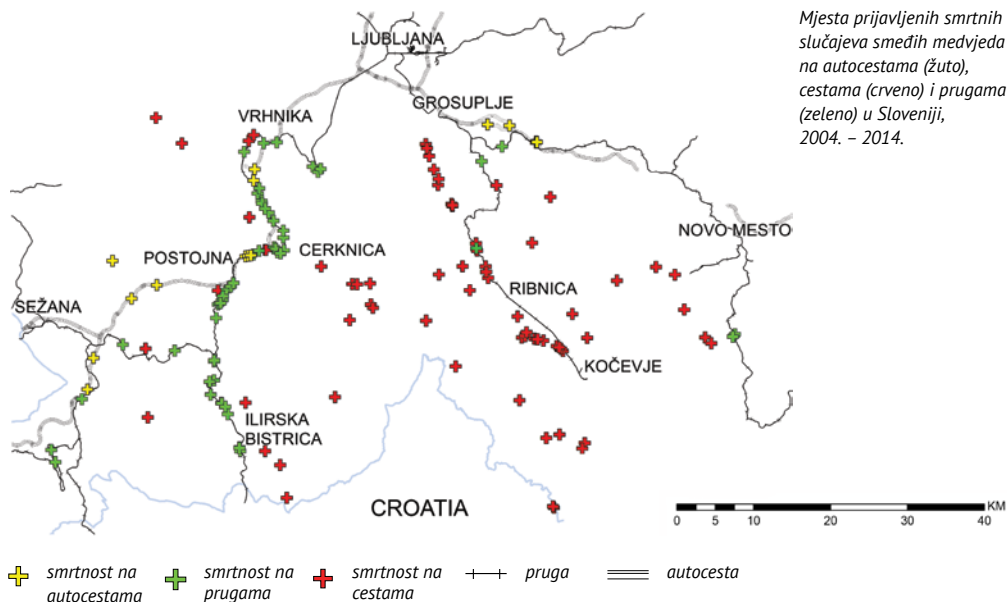 Mjesta prijavljenih smrtnih
slučajeva smeđih medvjeda
na autocestama (žuto),
cestama (crveno) i prugama
(zeleno) u Sloveniji,
2004. – 2014.
LJUBLJANA
VRHNIKA
GROSUPLJE
NOVO MESTO
POSTOJNA
CERKNICA
SEŽANA
RIBNICA
KOČEVJE
ILIRSKA
BISTRICA
CROATIA
KM
0 5 10 20 30 40
smrtnost na
autocestama
smrtnost na
prugama
smrtnost na
cestama
pruga
autocesta